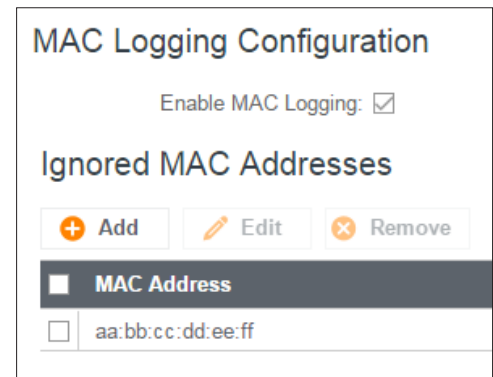 MAC Logging Configuration
Enable MAC Logging:
Ignored MAC Addresses
Add Edit Remove
MAC Address
aa:bb:cc:dd:ee:ff